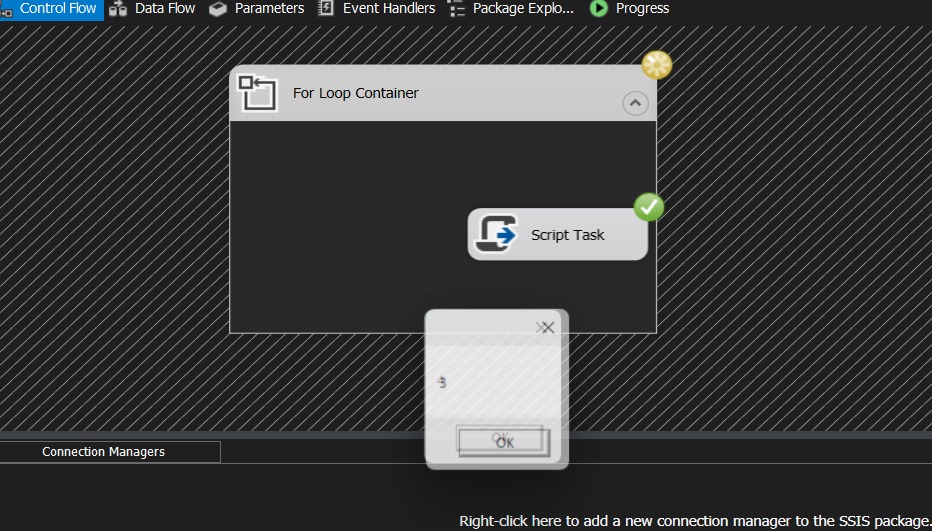 Control Flow
Data Flow
Parameters
Event Handlers
Package Explo...
Progress
For Loop Container
Script Task
OK
Connection Managers
Right-click here to add a new connection manager to the SSIS package.